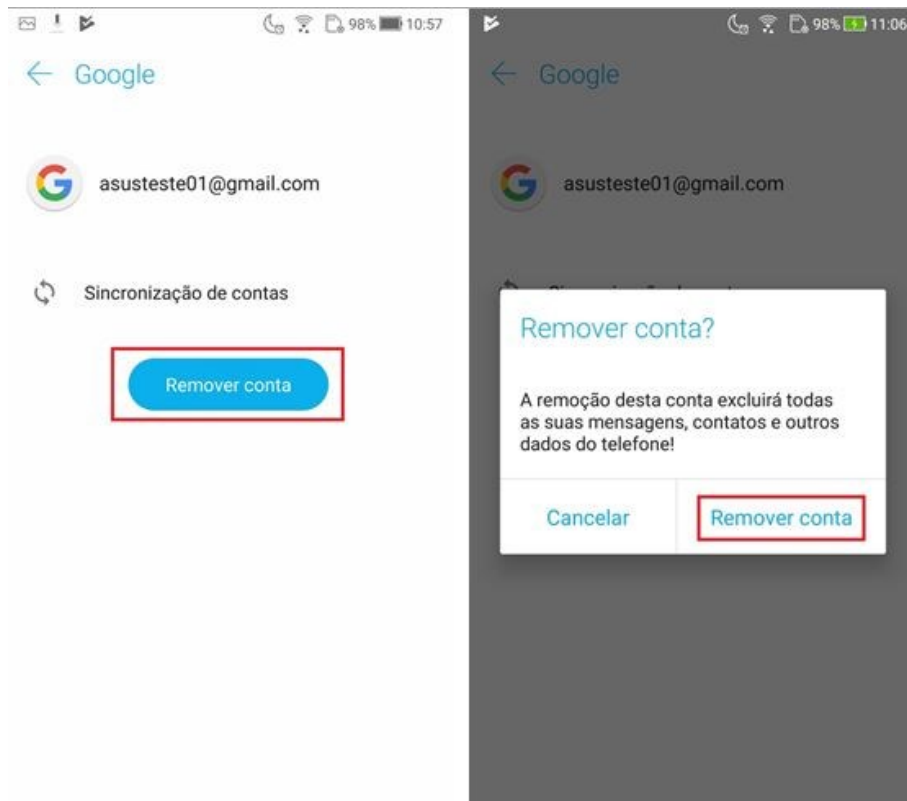 98% 10:57
Google
asusteste01@gmail.com
Sincronização de contas
Remover conta
98% 11:06
Google
asusteste01@gmail.com
Remover conta?
A remoção desta conta excluirá todas
as suas mensagens, contatos e outros
dados do telefone!
Cancelar
Remover conta